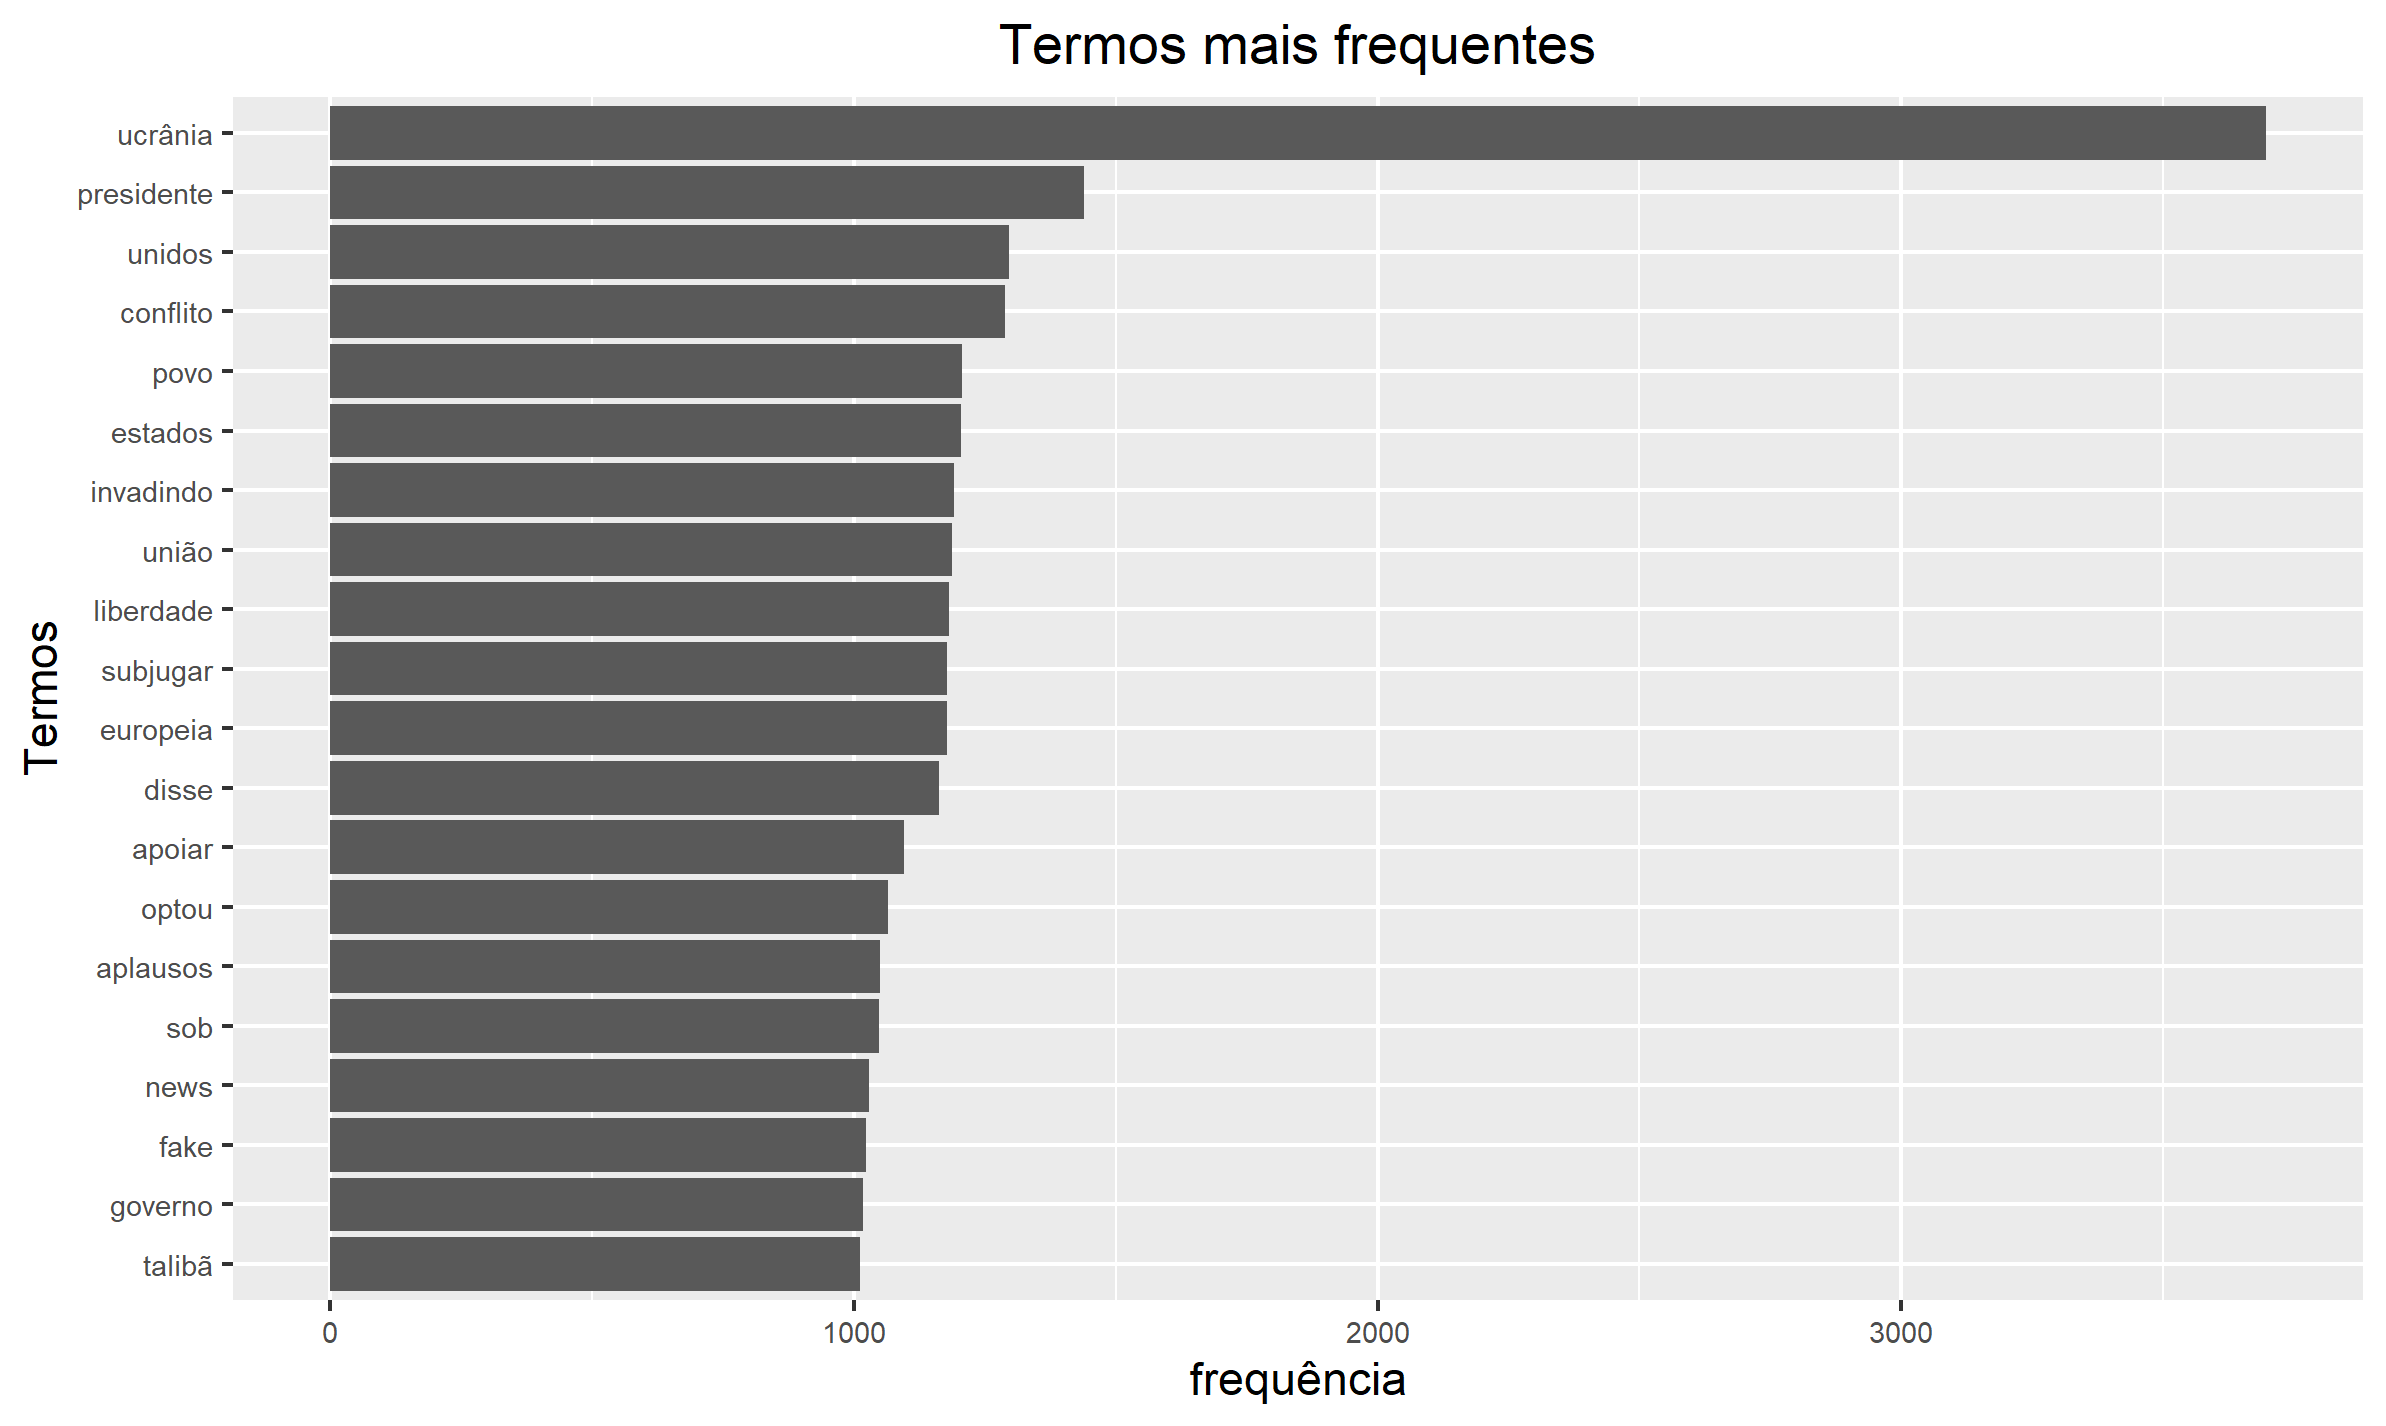 Termos mais frequentes
Termos
ucrânia
presidente
unidos
conflito
povo
estados
invadindo
união
liberdade
subjugar
europeia
disse
apoiar
optou
aplausos
sob
news
fake
governo
talibã
0 1000 2000 3000
frequência